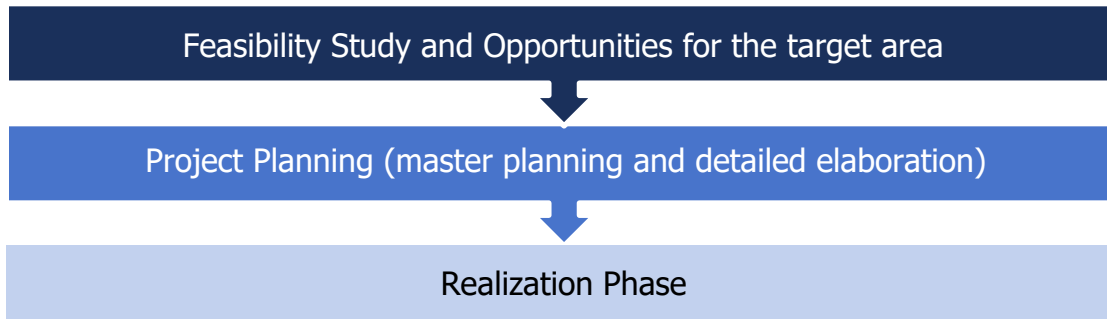 Feasibility Study and Opportunities for the target area
Project Planning (master planning and detailed elaboration)
Realization Phase